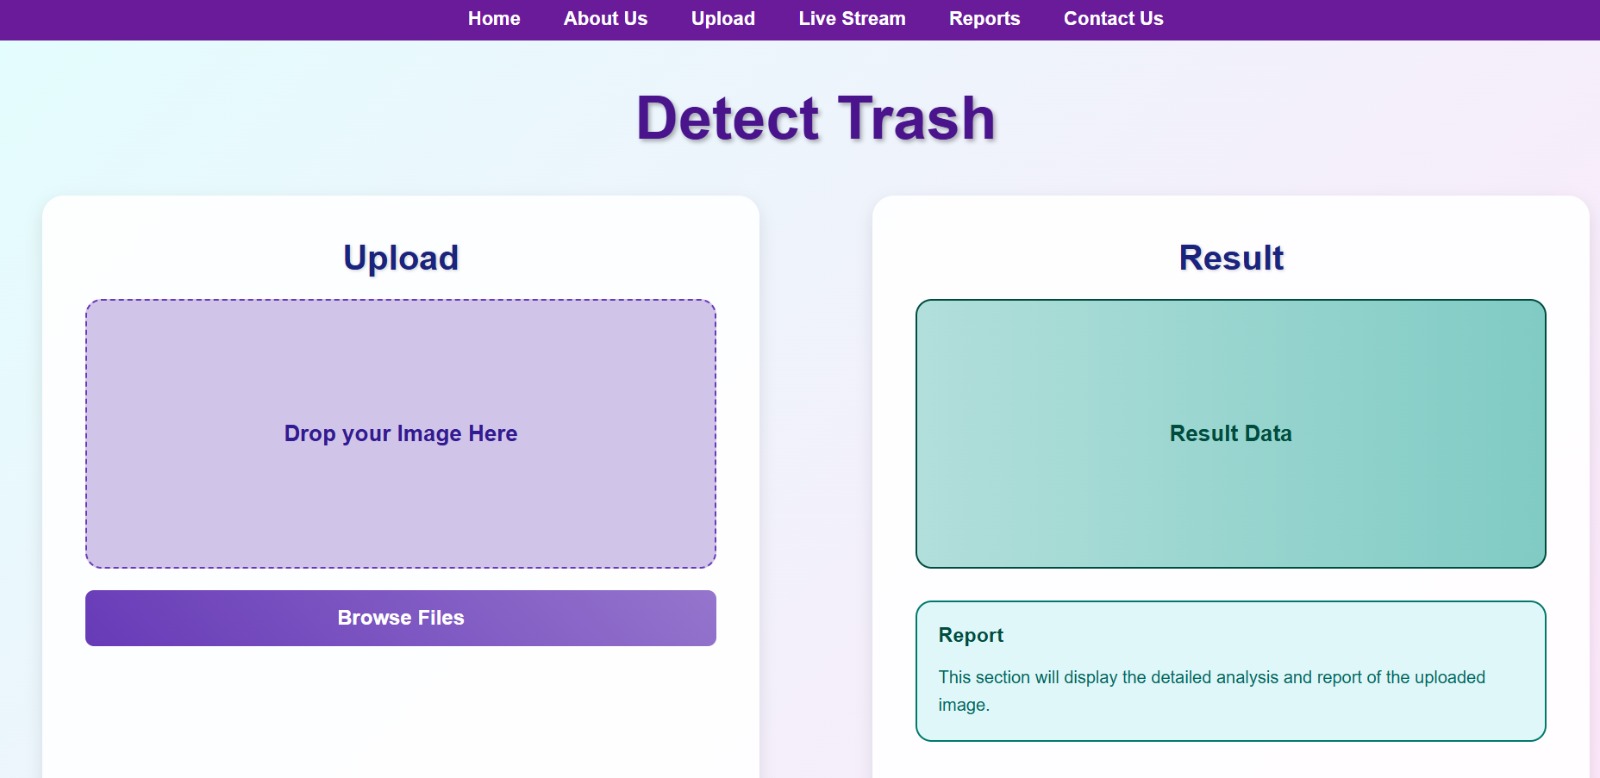 Home About Us Upload Live Stream Reports Contact Us
Detect Trash
Upload
Drop your Image Here
Browse Files
Result
Result Data
Report
This section will display the detailed analysis and report of the uploaded
image.